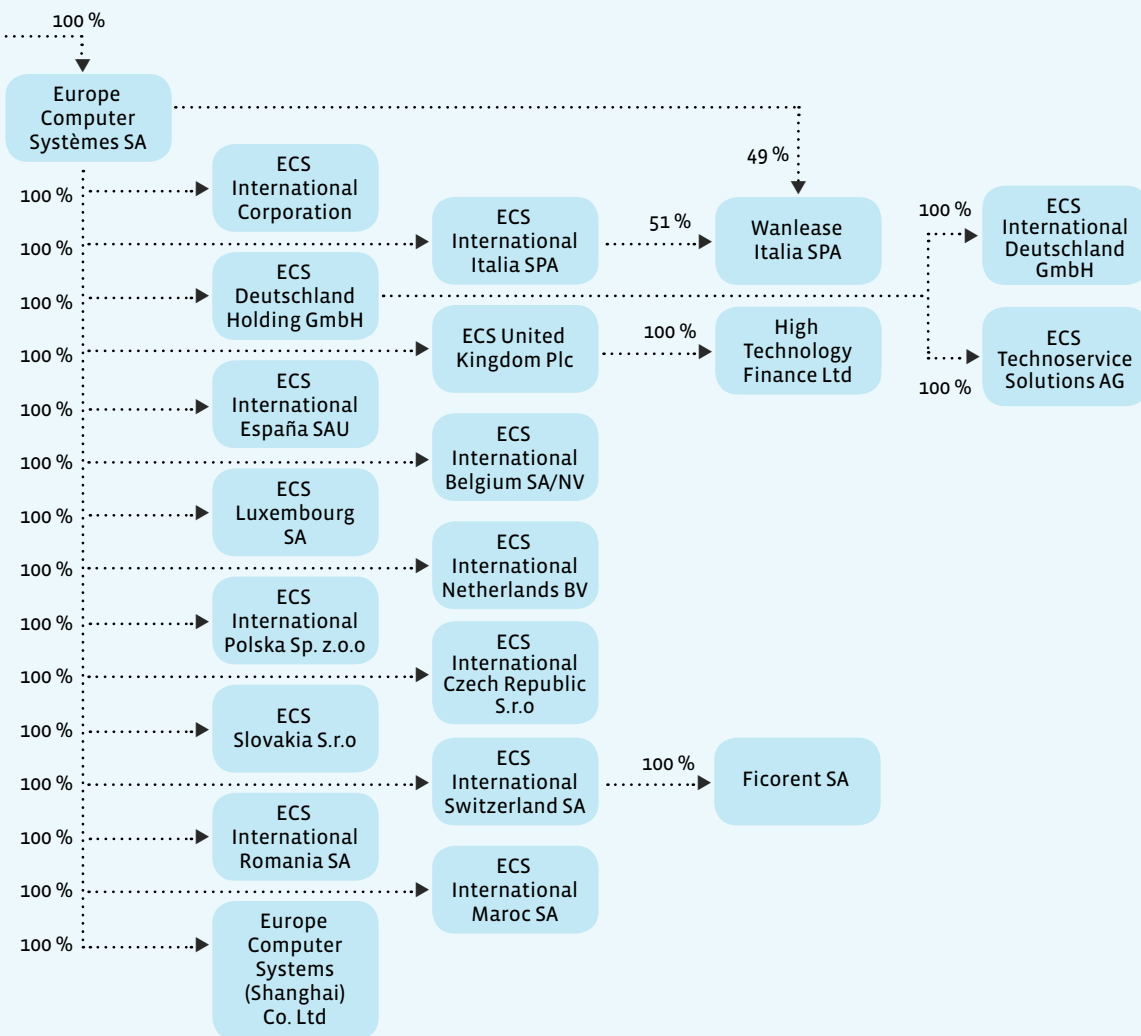 100 %
Europe
Computer
Systèmes SA
49 %
100 %
ECS
International
Corporation
100 %
ECS
International
Italia SPA
51 %
Wanlease
Italia SPA
100 %
ECS
International
Deutschland
GmbH
100 %
ECS
Deutschland
Holding GmbH
100 %
ECS United
Kingdom Plc
100 %
High
Technology
Finance Ltd
100 %
ECS
Technoservice
Solutions AG
100 %
ECS
International
España SAU
100 %
ECS
International
Belgium SA/NV
100 %
ECS
Luxembourg
SA
100 %
ECS
International
Netherlands BV
100 %
ECS
International
Polska Sp. z.o.o
100 %
ECS
International
Czech Republic
S.r.o
100 %
ECS
Slovakia S.r.o
100 %
ECS
International
Switzerland SA
100 %
Ficorent SA
100 %
ECS
International
Romania SA
100 %
ECS
International
Maroc SA
100 %
Europe
Computer
Systems
(Shanghai)
Co. Ltd